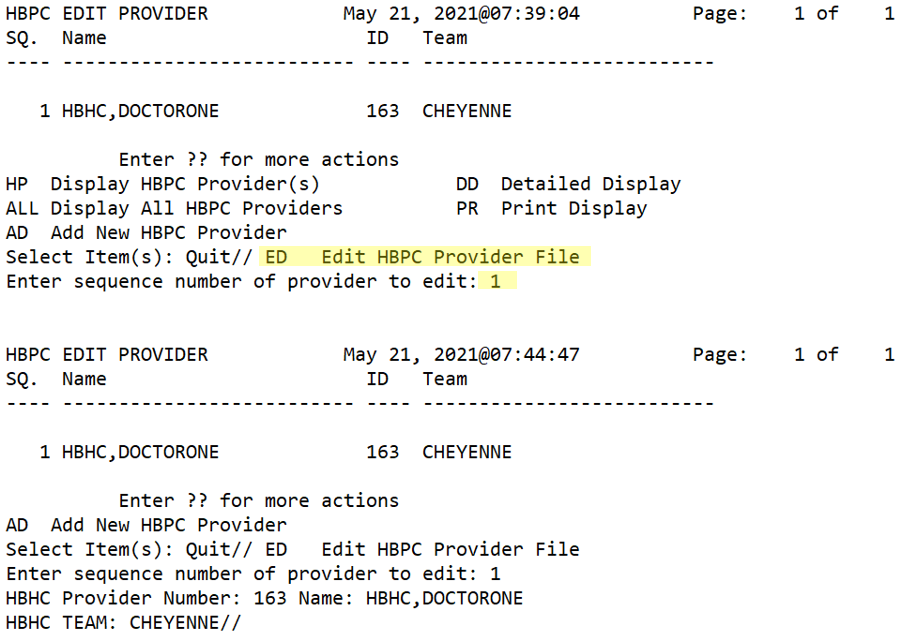 HBPC EDIT PROVIDER            May 21, 2021@07:39:04          Page:    1 of    1
SQ.  Name                       ID   Team
---- -------------------------- ---- --------------------------
   1 HBHC,DOCTORONE             163  CHEYENNE
          Enter ?? for more actions
HP  Display HBPC Provider(s)            DD  Detailed Display
ALL Display All HBPC Providers          PR  Print Display
AD  Add New HBPC Provider
Select Item(s): Quit// ED   Edit HBPC Provider File
Enter sequence number of provider to edit: 1
HBPC EDIT PROVIDER            May 21, 2021@07:44:47          Page:    1 of    1
SQ.  Name                       ID   Team
---- -------------------------- ---- --------------------------
   1 HBHC,DOCTORONE             163  CHEYENNE
          Enter ?? for more actions
AD  Add New HBPC Provider
Select Item(s): Quit// ED   Edit HBPC Provider File
Enter sequence number of provider to edit: 1
HBHC Provider Number: 163 Name: HBHC,DOCTORONE
HBHC TEAM: CHEYENNE//